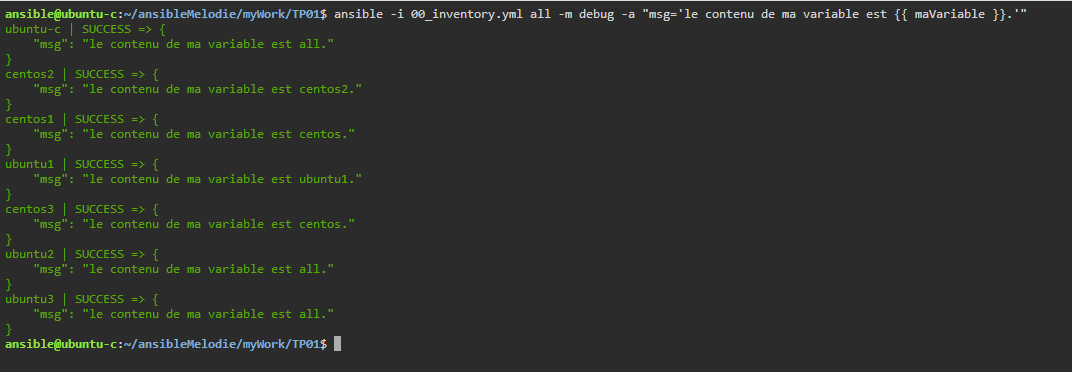 ansible@ubuntu-c:~/ansibleMelodie/myWork/TP01$ ansible -i 00_inventory.yml all -m debug -a "msg='le contenu de ma variable est {{ maVariable }}.'"
ubuntu-c | SUCCESS => {
    "msg": "le contenu de ma variable est all."
}
centos2 | SUCCESS => {
    "msg": "le contenu de ma variable est centos2."
}
centos1 | SUCCESS => {
    "msg": "le contenu de ma variable est centos."
}
ubuntu1 | SUCCESS => {
    "msg": "le contenu de ma variable est ubuntu1."
}
centos3 | SUCCESS => {
    "msg": "le contenu de ma variable est centos."
}
ubuntu2 | SUCCESS => {
    "msg": "le contenu de ma variable est all."
}
ubuntu3 | SUCCESS => {
    "msg": "le contenu de ma variable est all."
}
ansible@ubuntu-c:~/ansibleMelodie/myWork/TP01$